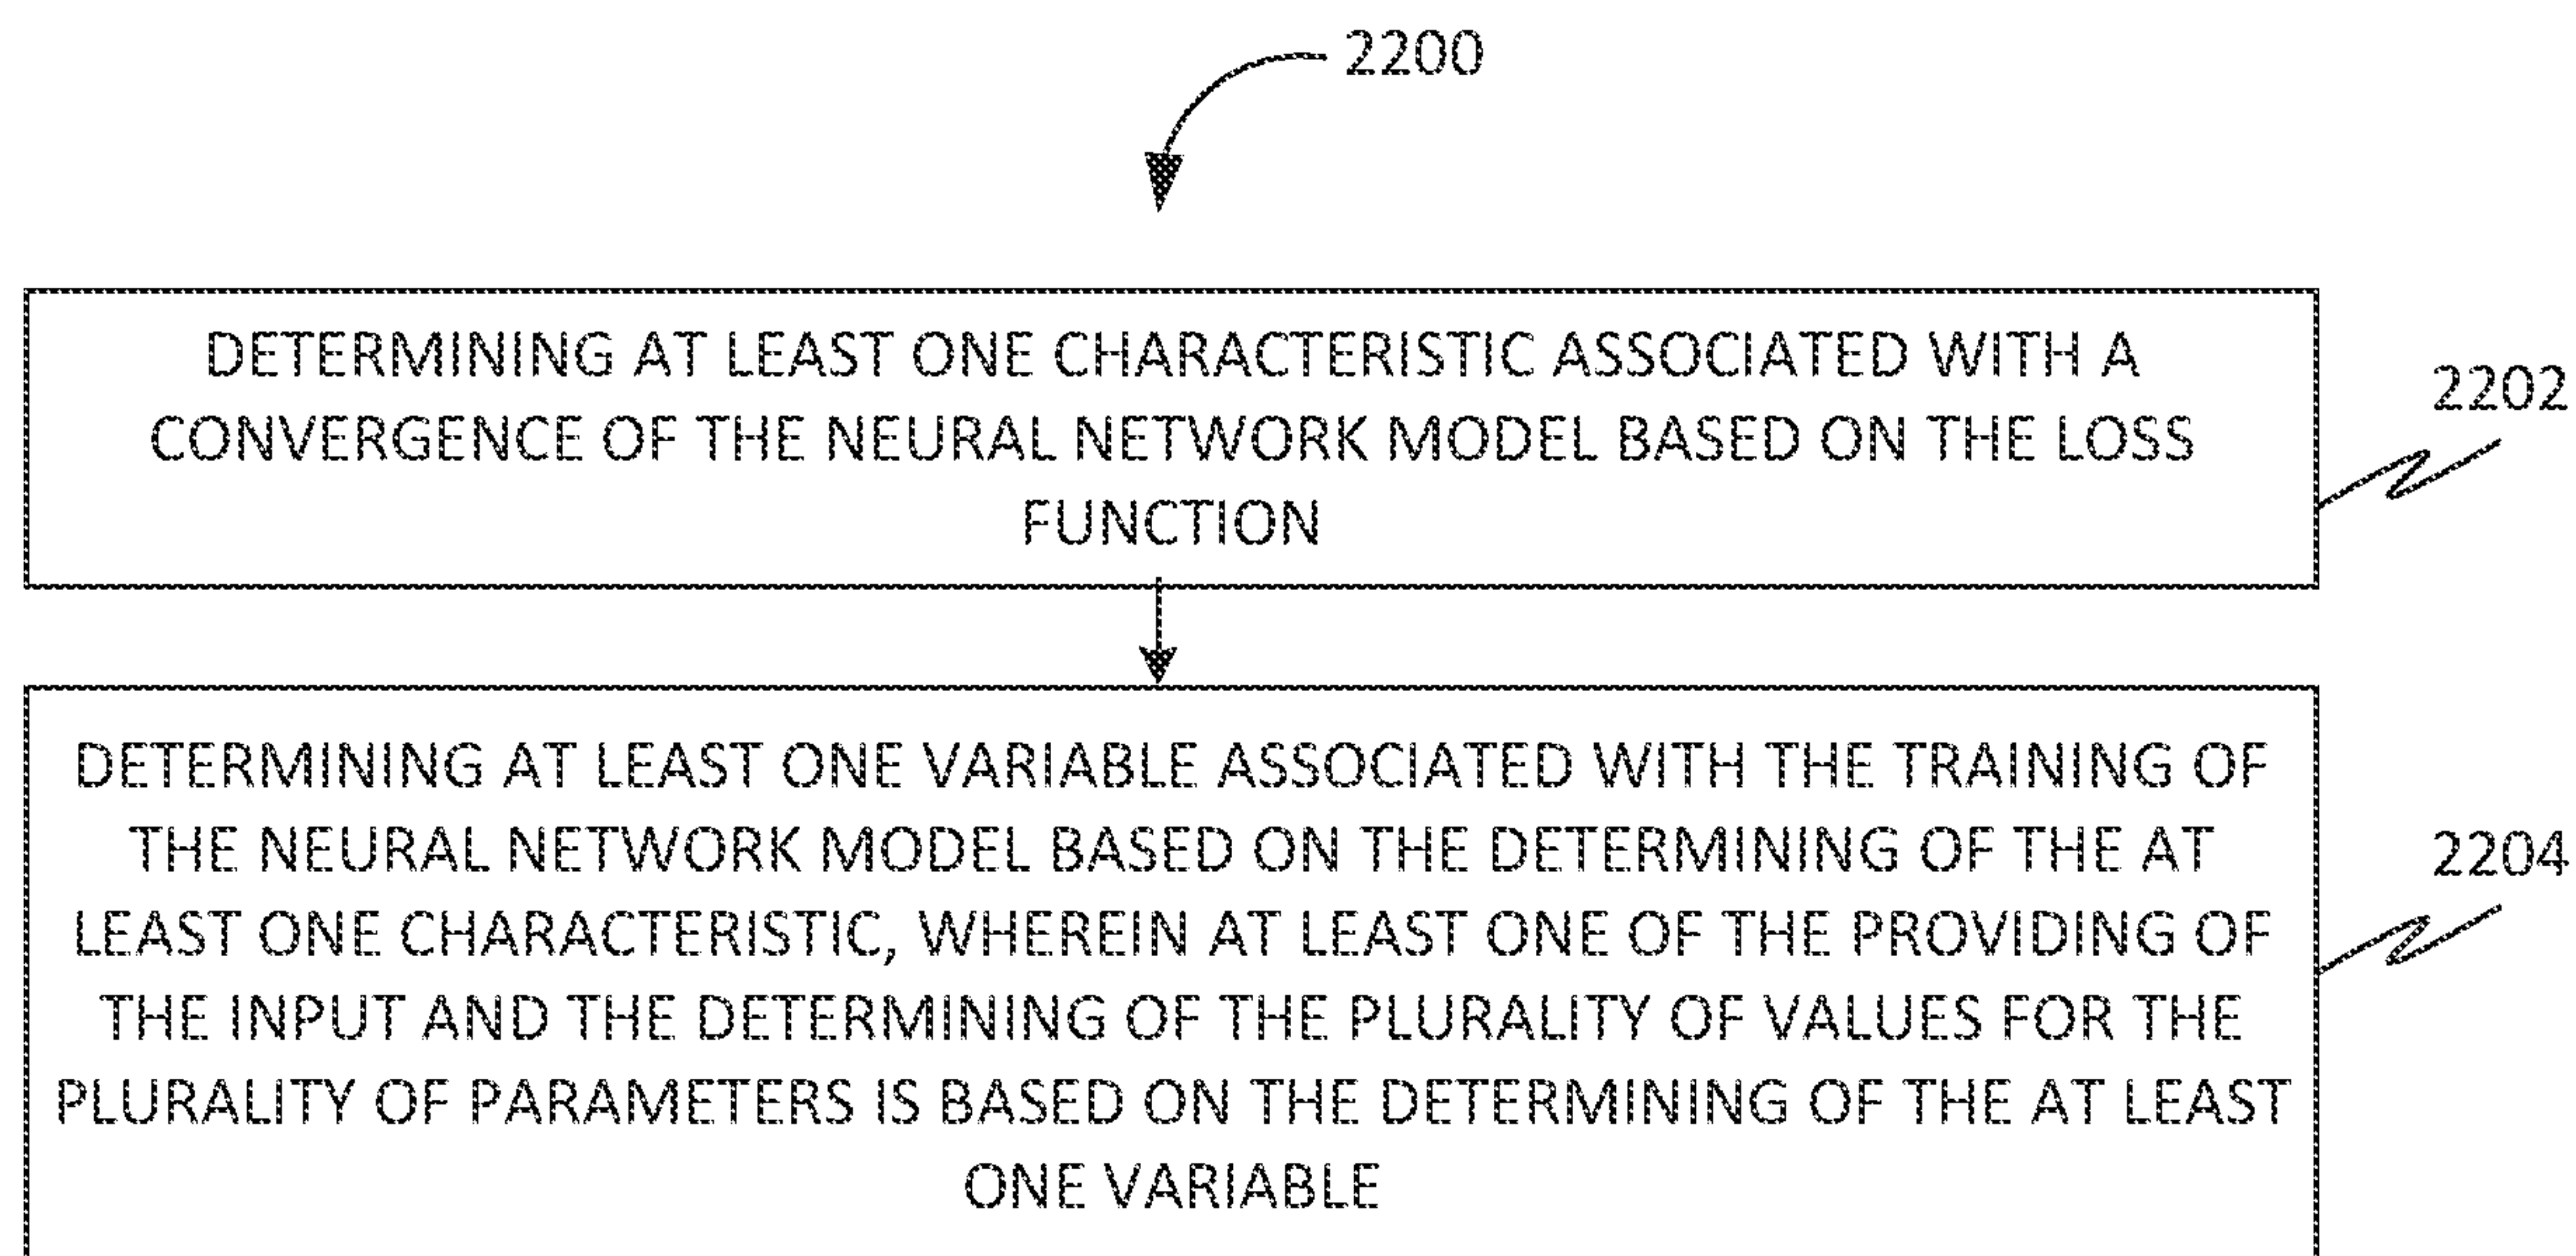 2200
DETERMINING AT LEAST ONE CHARACTERISTIC ASSOCIATED WITH A
CONVERGENCE OF THE NEURAL NETWORK MODEL BASED ON THE LOSS
FUNCTION
2202
DETERMINING AT LEAST ONE VARIABLE ASSOCIATED WITH THE TRAINING OF
THE NEURAL NETWORK MODEL BASED ON THE DETERMINING OF THE AT
LEAST ONE CHARACTERISTIC, WHEREIN AT LEAST ONE OF THE PROVIDING OF
THE INPUT AND THE DETERMINING OF THE PLURALITY OF VALUES FOR THE
PLURALITY OF PARAMETERS IS BASED ON THE DETERMINING OF THE AT LEAST
ONE VARIABLE
2204